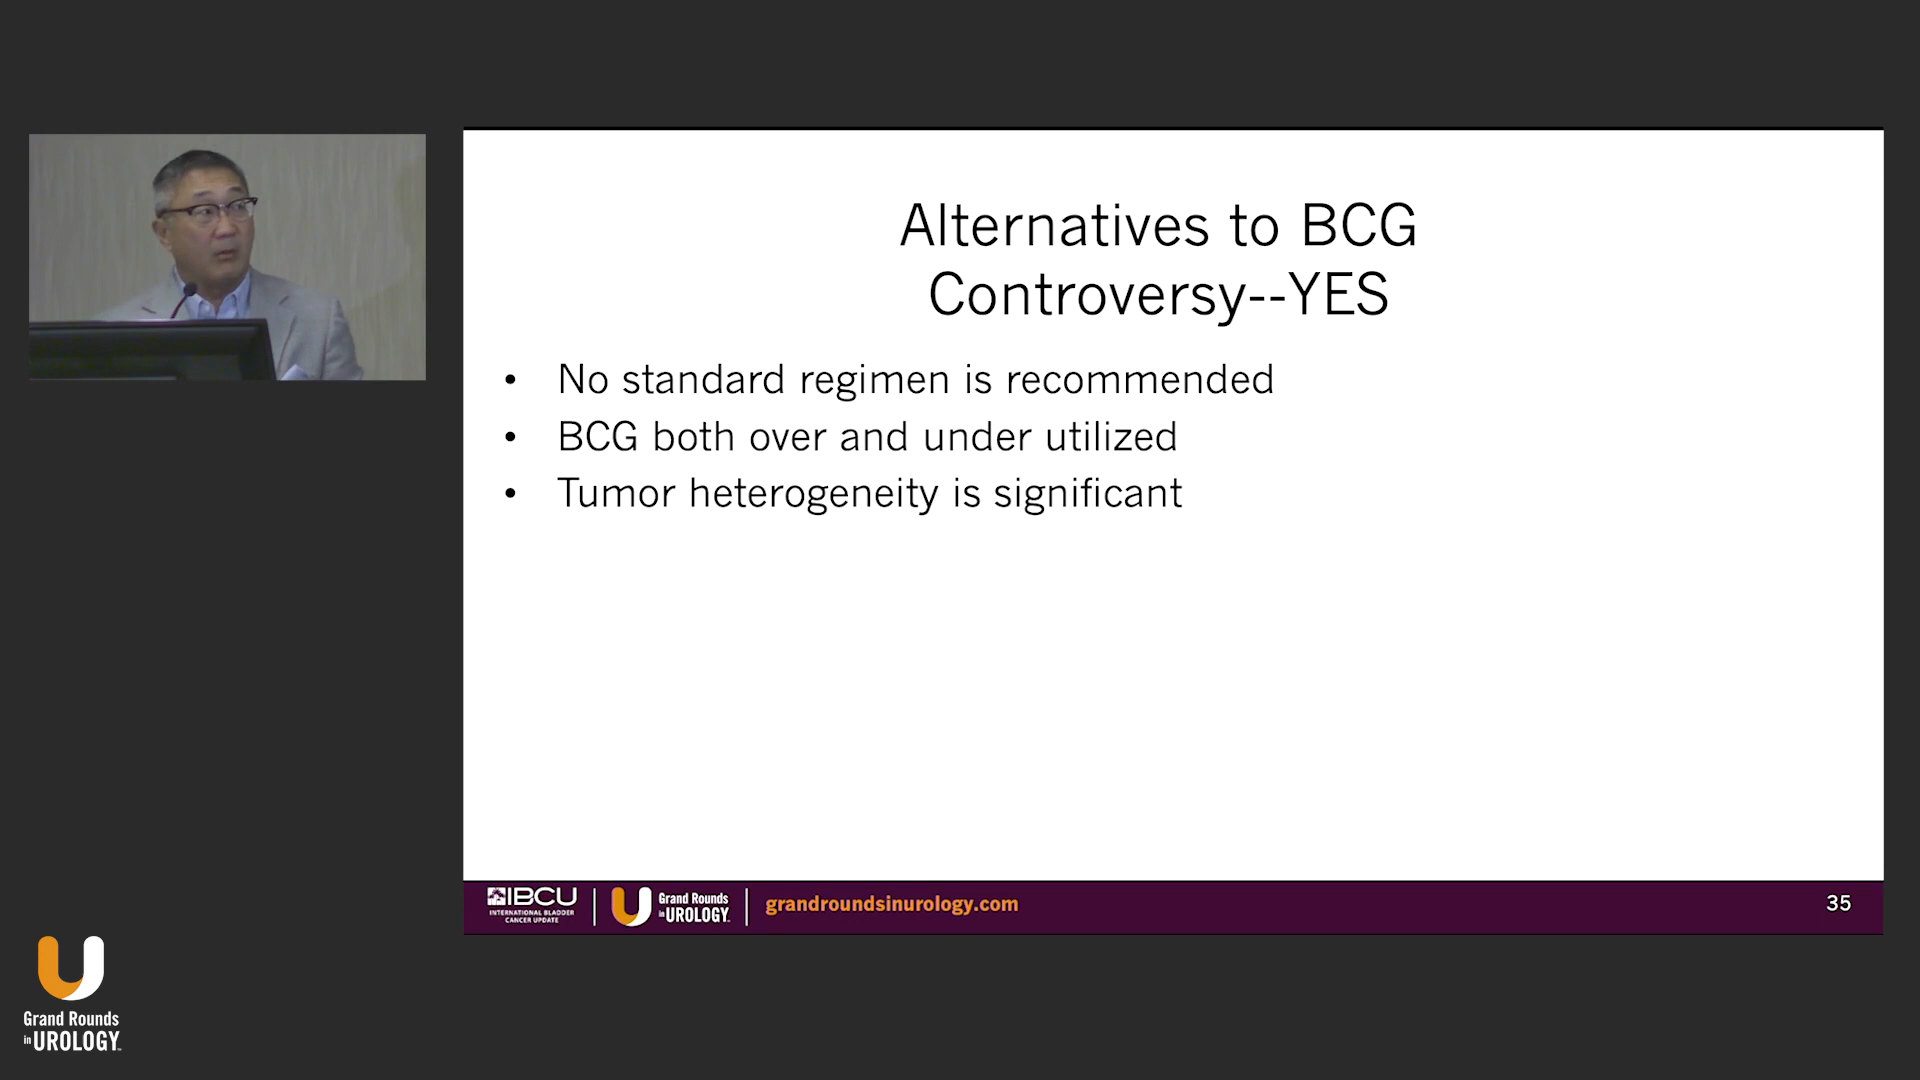 Alternatives to BCG
Controversy--YES
• No standard regimen is recommended
• BCG both over and under utilized
• Tumor heterogeneity is significant
IBCU
INTERNATIONAL BLADDER
CANCER UPDATE
Grand Rounds
in UROLOGY
grandroundsinurology.com
35
Grand Rounds
in UROLOGY